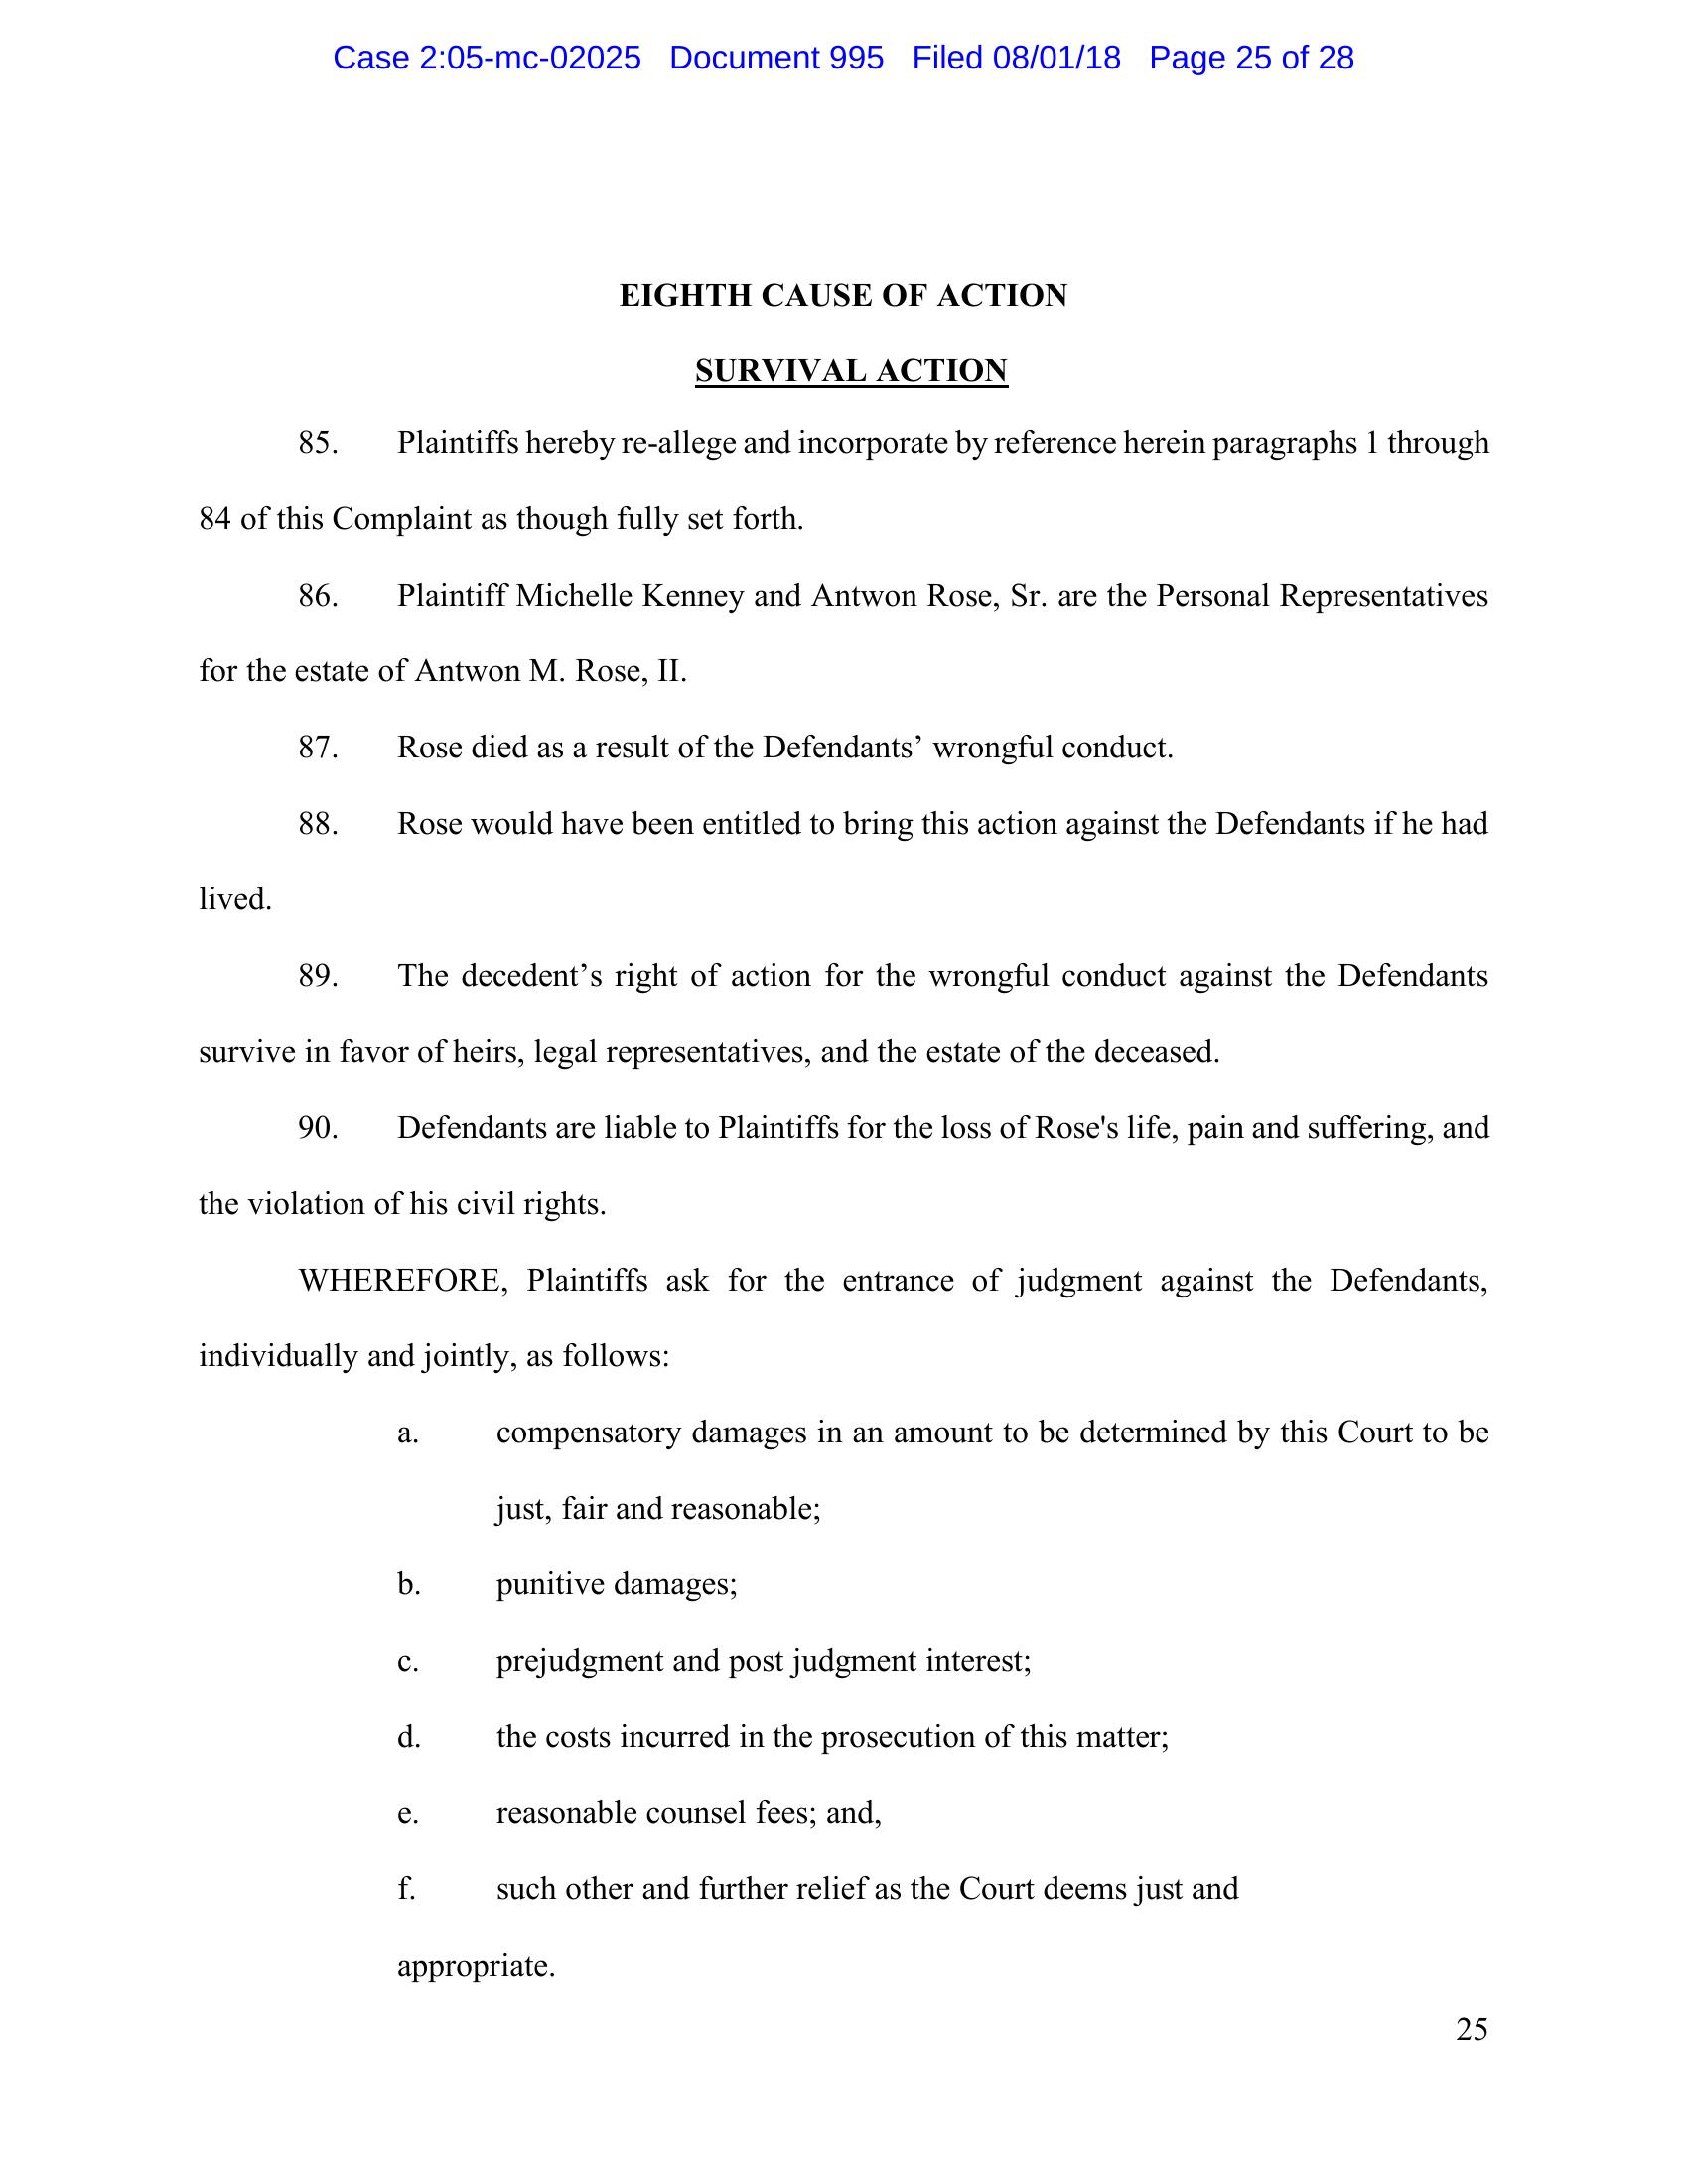 Case 2:05-mc-02025 Document 995 Filed 08/01/18 Page 25 of 28
EIGHTH CAUSE OF ACTION
SURVIVAL ACTION
85. Plaintiffs hereby re-allege and incorporate by reference herein paragraphs 1 through
84 of this Complaint as though fully set forth.
86. Plaintiff Michelle Kenney and Antwon Rose, Sr. are the Personal Representatives
for the estate of Antwon M. Rose, II.
87. Rose died as a result of the Defendants’ wrongful conduct.
88. Rose would have been entitled to bring this action against the Defendants if he had
lived.
89. The decedent’s right of action for the wrongful conduct against the Defendants
survive in favor of heirs, legal representatives, and the estate of the deceased.
90. Defendants are liable to Plaintiffs for the loss of Rose's life, pain and suffering, and
the violation of his civil rights.
WHEREFORE, Plaintiffs ask for the entrance of judgment against the Defendants,
individually and jointly, as follows:
a. compensatory damages in an amount to be determined by this Court to be
just, fair and reasonable;
b. punitive damages;
c. prejudgment and post judgment interest;
d. the costs incurred in the prosecution of this matter;
e. reasonable counsel fees; and,
f. such other and further relief as the Court deems just and
appropriate.
25